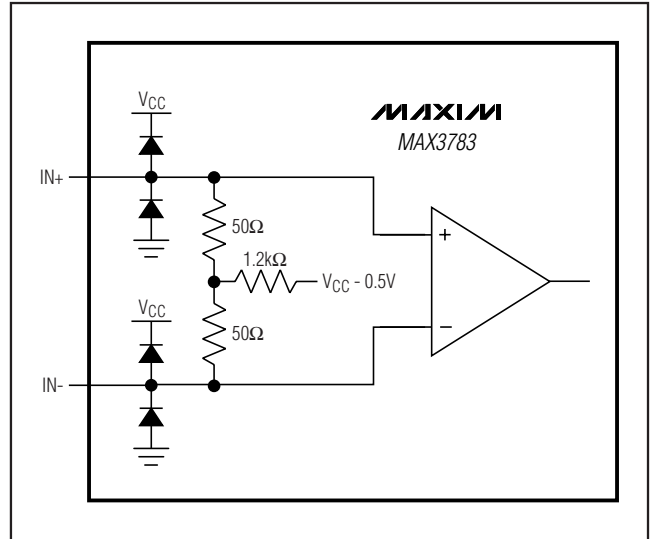 VCC
MAXIM
MAX3783
IN+
50Ω
1.2kΩ
VCC - 0.5V
VCC
50Ω
IN-
+
−